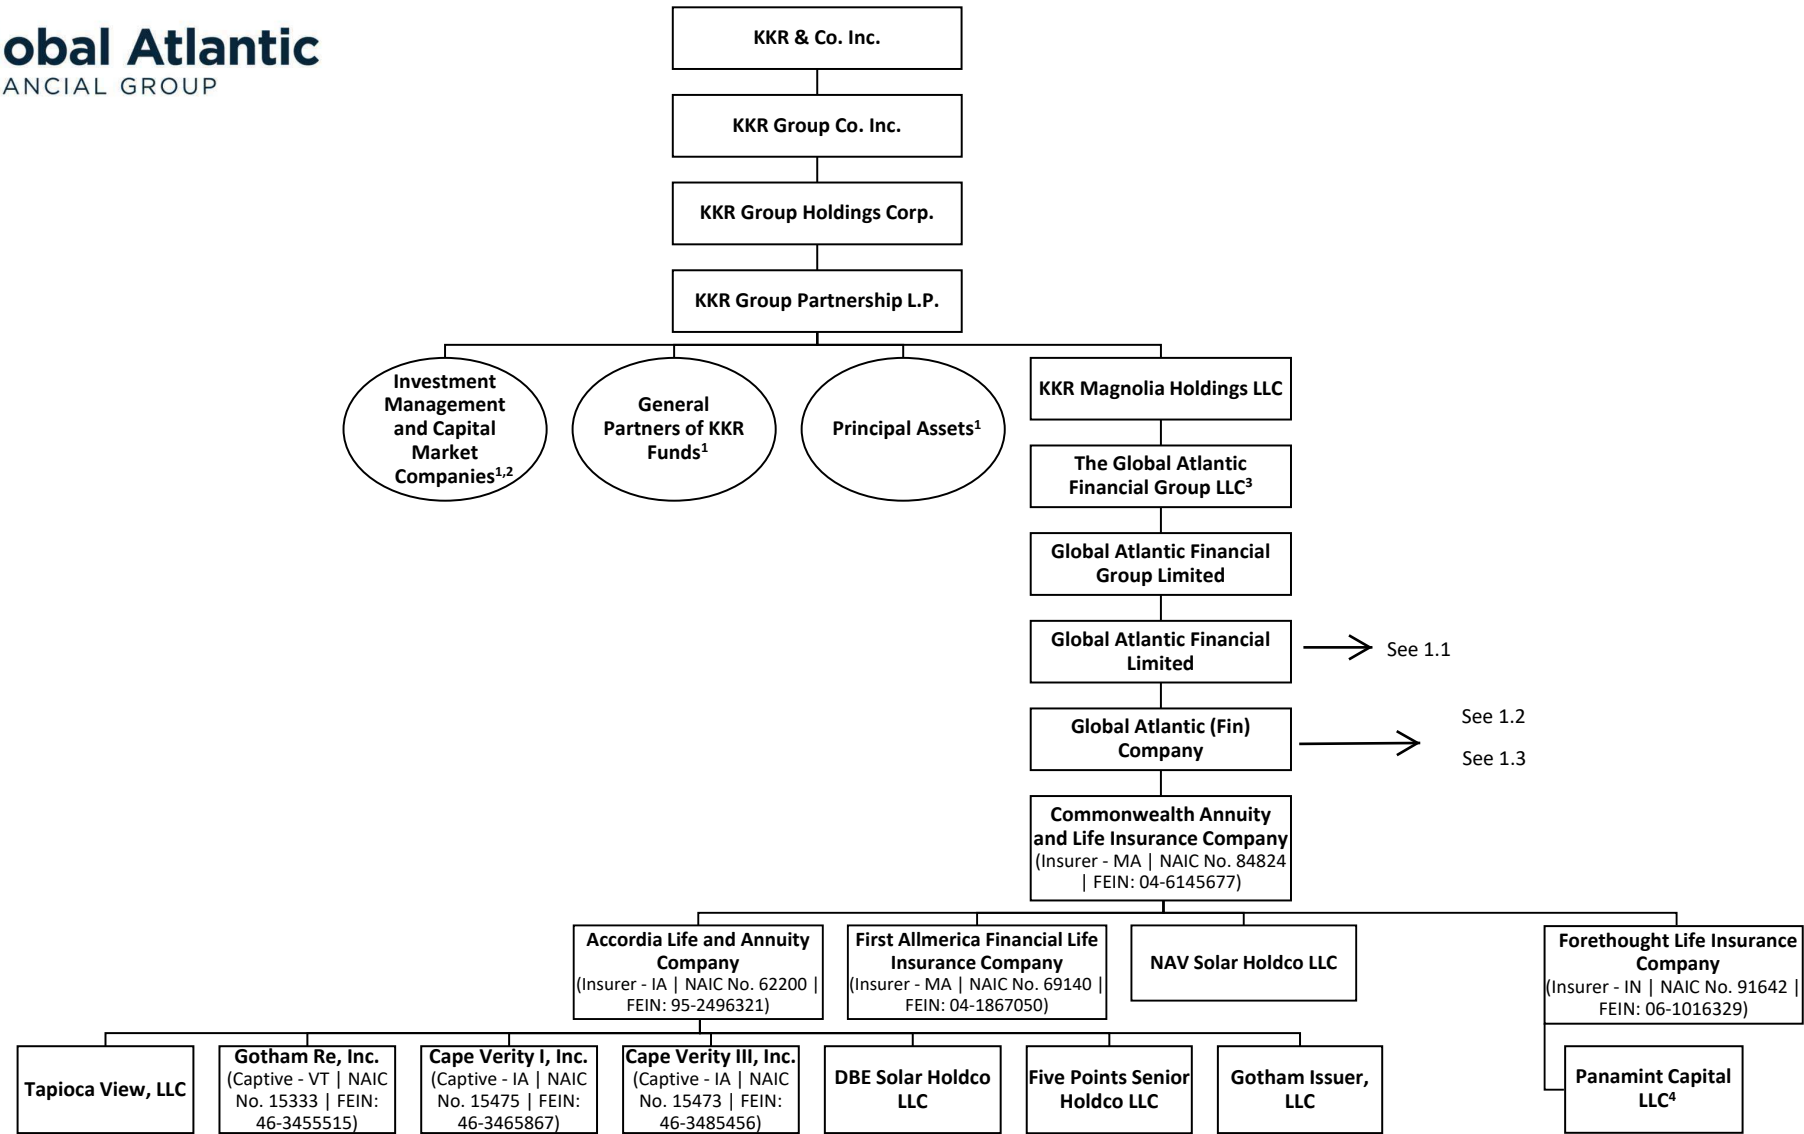 obal Atlantic
ANCIAL GROUP
KKR & Co. Inc.
KKR Group Co. Inc.
KKR Group Holdings Corp.
KKR Group Partnership L.P.
Investment
Management
and Capital
Market
Companies1,2
General
Partners of KKR
Funds1
Principal Assets1
KKR Magnolia Holdings LLC
The Global Atlantic
Financial Group LLC3
Global Atlantic Financial
Group Limited
Global Atlantic Financial
Limited
See 1.1
Global Atlantic (Fin)
Company
See 1.2
See 1.3
Commonwealth Annuity
and Life Insurance Company
(Insurer - MA | NAIC No. 84824
| FEIN: 04-6145677)
Accordia Life and Annuity
Company
(Insurer - IA | NAIC No. 62200 |
FEIN: 95-2496321)
First Allmerica Financial Life
Insurance Company
(Insurer - MA | NAIC No. 69140 |
FEIN: 04-1867050)
NAV Solar Holdco LLC
Forethought Life Insurance
Company
(Insurer - IN | NAIC No. 91642 |
FEIN: 06-1016329)
Tapioca View, LLC
Gotham Re, Inc.
(Captive - VT | NAIC
No. 15333 | FEIN:
46-3455515)
Cape Verity I, Inc.
(Captive - IA | NAIC
No. 15475 | FEIN:
46-3465867)
Cape Verity III, Inc.
(Captive - IA | NAIC
No. 15473 | FEIN:
46-3485456)
DBE Solar Holdco
LLC
Five Points Senior
Holdco LLC
Gotham Issuer,
LLC
Panamint Capital
LLC4